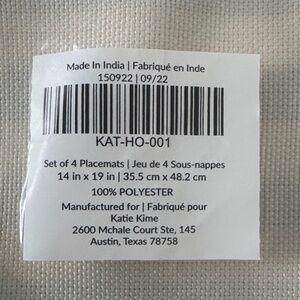 Made In India | Fabriqué en Inde
150922 | 09/22
KAT-HO-001
Set of 4 Placemats | Jeu de 4 Sous-nappes
14 in x 19 in | 35.5 cm x 48.2 cm
100% POLYESTER
Manufactured for | Fabriqué pour
Katie Kime
2600 Mchale Court Ste, 145
Austin, Texas 78758